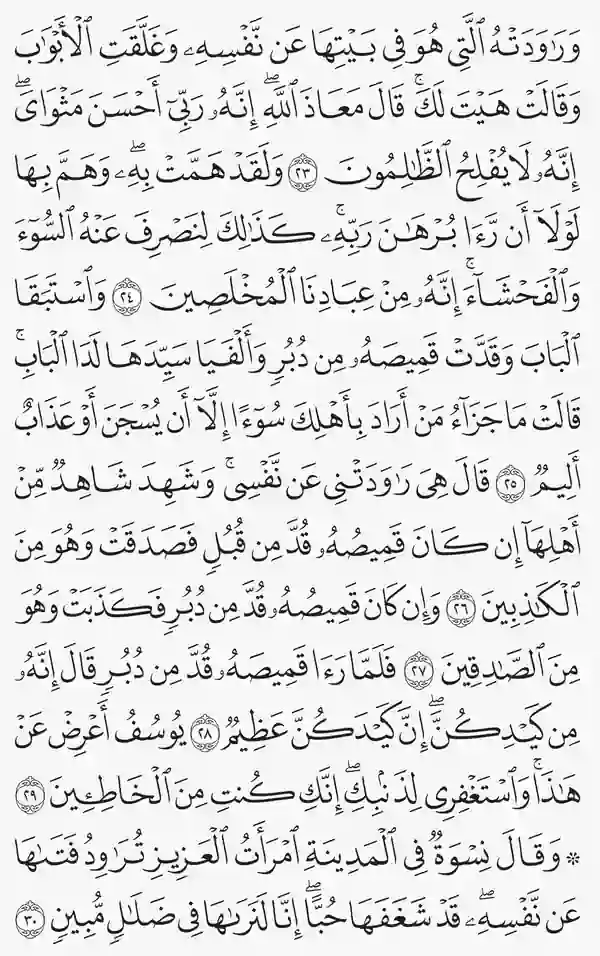 وَرَٰوَدَتْهُ ٱلَّتِى هُوَ فِى بَيْتِهَا عَن نَّفْسِهِۦ وَغَلَّقَتِ ٱلْأَبْوَٰبَ
وَقَالَتْ هَيْتَ لَكَ ۚ قَالَ مَعَاذَ ٱللَّهِ ۖ إِنَّهُۥ رَبِّىٓ أَحْسَنَ مَثْوَاىَ ۖ
إِنَّهُۥ لَا يُفْلِحُ ٱلظَّٰلِمُونَ ٢٣ وَلَقَدْ هَمَّتْ بِهِۦ ۖ وَهَمَّ بِهَا
لَوْلَآ أَن رَّءَا بُرْهَٰنَ رَبِّهِۦ ۚ كَذَٰلِكَ لِنَصْرِفَ عَنْهُ ٱلسُّوٓءَ
وَٱلْفَحْشَآءَ ۚ إِنَّهُۥ مِنْ عِبَادِنَا ٱلْمُخْلَصِينَ ٢٤ وَٱسْتَبَقَا
ٱلْبَابَ وَقَدَّتْ قَمِيصَهُۥ مِن دُبُرٍ وَأَلْفَيَا سَيِّدَهَا لَدَا ٱلْبَابِ ۚ
قَالَتْ مَا جَزَآءُ مَنْ أَرَادَ بِأَهْلِكَ سُوٓءًا إِلَّآ أَن يُسْجَنَ أَوْ عَذَابٌ
أَلِيمٌ ٢٥ قَالَ هِىَ رَٰوَدَتْنِى عَن نَّفْسِى ۚ وَشَهِدَ شَاهِدٌ مِّنْ
أَهْلِهَآ إِن كَانَ قَمِيصُهُۥ قُدَّ مِن قُبُلٍ فَصَدَقَتْ وَهُوَ مِنَ
ٱلْكَٰذِبِينَ ٢٦ وَإِن كَانَ قَمِيصُهُۥ قُدَّ مِن دُبُرٍ فَكَذَبَتْ وَهُوَ
مِنَ ٱلصَّٰدِقِينَ ٢٧ فَلَمَّا رَءَا قَمِيصَهُۥ قُدَّ مِن دُبُرٍ قَالَ إِنَّهُۥ
مِن كَيْدِكُنَّ ۖ إِنَّ كَيْدَكُنَّ عَظِيمٌ ٢٨ يُوسُفُ أَعْرِضْ عَنْ
هَٰذَا ۚ وَٱسْتَغْفِرِى لِذَنۢبِكِ ۖ إِنَّكِ كُنتِ مِنَ ٱلْخَاطِـِٔينَ ٢٩
۞ وَقَالَ نِسْوَةٌ فِى ٱلْمَدِينَةِ ٱمْرَأَتُ ٱلْعَزِيزِ تُرَٰوِدُ فَتَىٰهَا
عَن نَّفْسِهِۦ ۖ قَدْ شَغَفَهَا حُبًّا ۖ إِنَّا لَنَرَىٰهَا فِى ضَلَٰلٍ مُّبِينٍ ٣٠